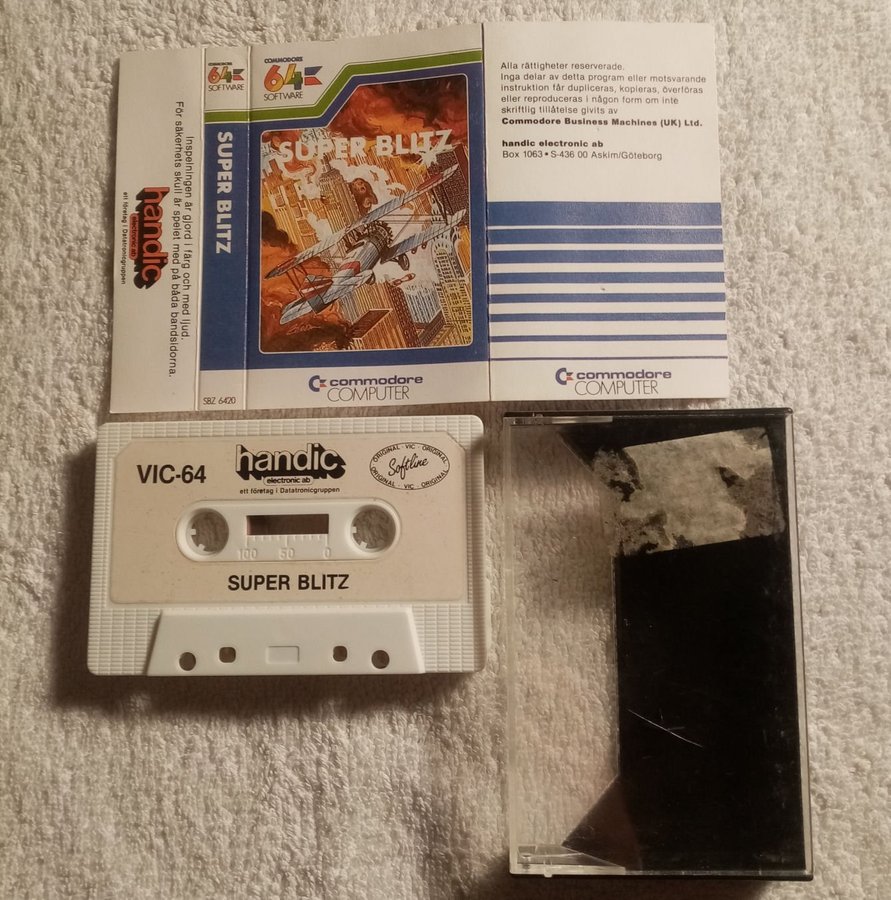 Inspelningen är gjord i färg och med ljud.
För säkerhets skull är spelet med på båda bandsidorna.
handic
electronic ab
ett företag i Datatronicgruppen
COMMODORE
64
SOFTWARE
SUPER BLITZ
SBZ 6420
COMMODORE
64
SOFTWARE
SUPER BLITZ
commodore
COMPUTER
Alla rättigheter reserverade.
Inga delar av detta program eller motsvarande
instruktion får dupliceras, kopieras, överföras
eller reproduceras i någon form om inte
skriftlig tillåtelse givits av
Commodore Business Machines (UK) Ltd.
handic electronic ab
Box 1063 • S-436 00 Askim/Göteborg
commodore
COMPUTER
VIC-64
handic
electronic ab
ett företag i Datatronicgruppen
ORIGINAL · VIC · ORIGINAL
Softline
ORIGINAL · VIC · ORIGINAL
100 50 0
SUPER BLITZ